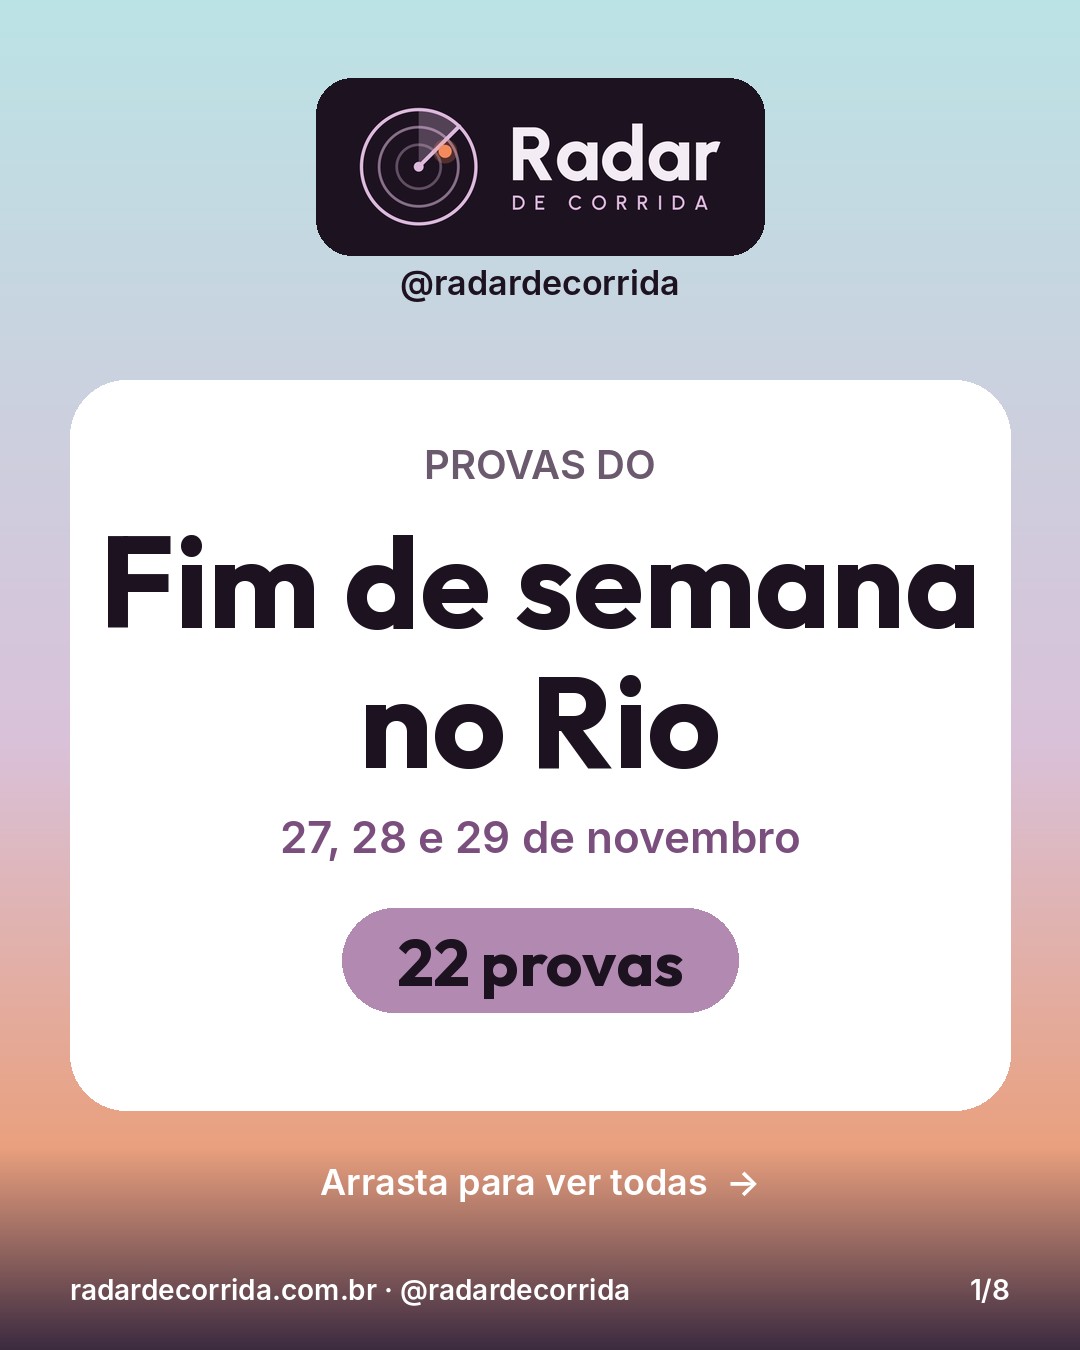 Radar
DE CORRIDA
@radardecorrida
PROVAS DO
Fim de semana
no Rio
27, 28 e 29 de novembro
22 provas
Arrasta para ver todas →
radardecorrida.com.br · @radardecorrida
1/8